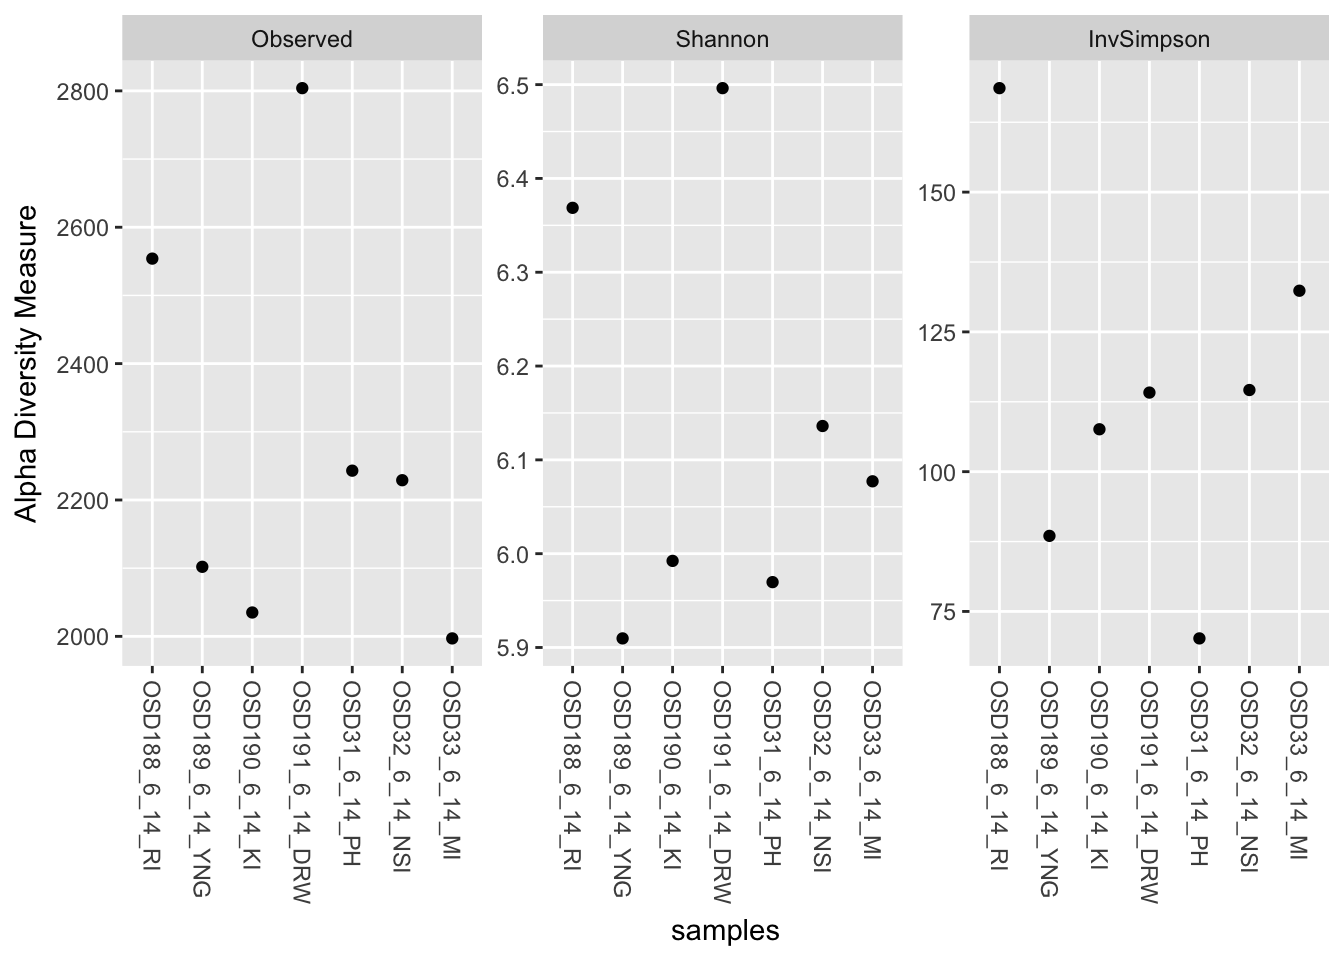 Observed
Shannon
InvSimpson
Alpha Diversity Measure
2800
2600
2400
2200
2000
6.5
6.4
6.3
6.2
6.1
6.0
5.9
150
125
100
75
OSD188_6_14_RI
OSD189_6_14_YNG
OSD190_6_14_KI
OSD191_6_14_DRW
OSD31_6_14_PH
OSD32_6_14_NSI
OSD33_6_14_MI
OSD188_6_14_RI
OSD189_6_14_YNG
OSD190_6_14_KI
OSD191_6_14_DRW
OSD31_6_14_PH
OSD32_6_14_NSI
OSD33_6_14_MI
OSD188_6_14_RI
OSD189_6_14_YNG
OSD190_6_14_KI
OSD191_6_14_DRW
OSD31_6_14_PH
OSD32_6_14_NSI
OSD33_6_14_MI
samples